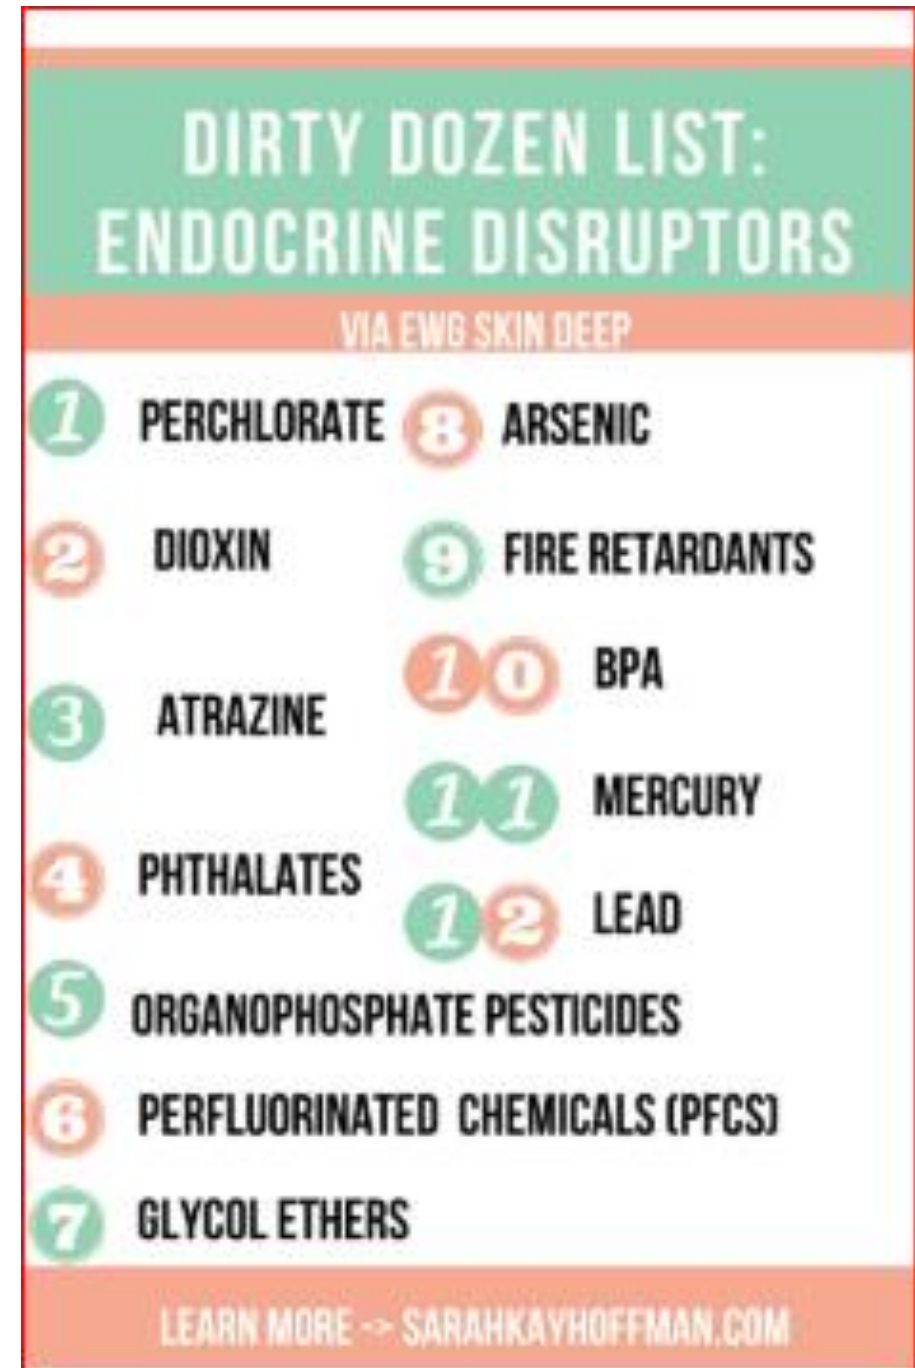 DIRTY DOZEN LIST:
ENDOCRINE DISRUPTORS
VIA EWG SKIN DEEP
1 PERCHLORATE
2 DIOXIN
3 ATRAZINE
4 PHTHALATES
5 ORGANOPHOSPHATE PESTICIDES
6 PERFLUORINATED CHEMICALS (PFCS)
7 GLYCOL ETHERS
8 ARSENIC
9 FIRE RETARDANTS
10 BPA
11 MERCURY
12 LEAD
LEARN MORE -> SARAHKAYHOFFMAN.COM